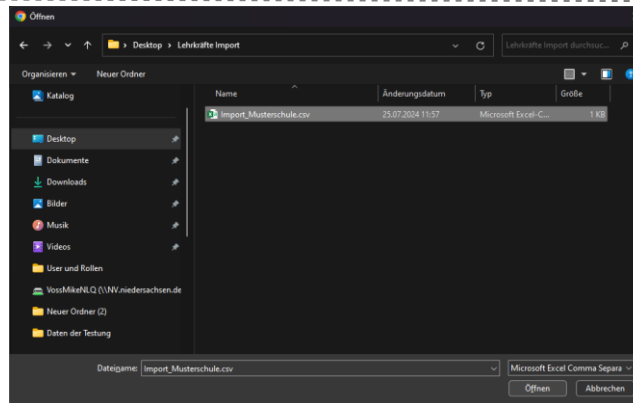 Öffnen
Desktop > Lehrkräfte Import
Lehrkräfte Import durchsuc...
Organisieren
Neuer Ordner
Name
Änderungsdatum
Typ
Größe
Import_Musterschule.csv
25.07.2024 11:57
Microsoft Excel-C...
1 KB
Katalog
Desktop
Dokumente
Downloads
Bilder
Musik
Videos
User und Rollen
VossMikeNLQ (\\NV.niedersachsen.de
Neuer Ordner (2)
Daten der Testung
Dateiname: Import_Musterschule.csv
Microsoft Excel Comma Separa
Öffnen
Abbrechen